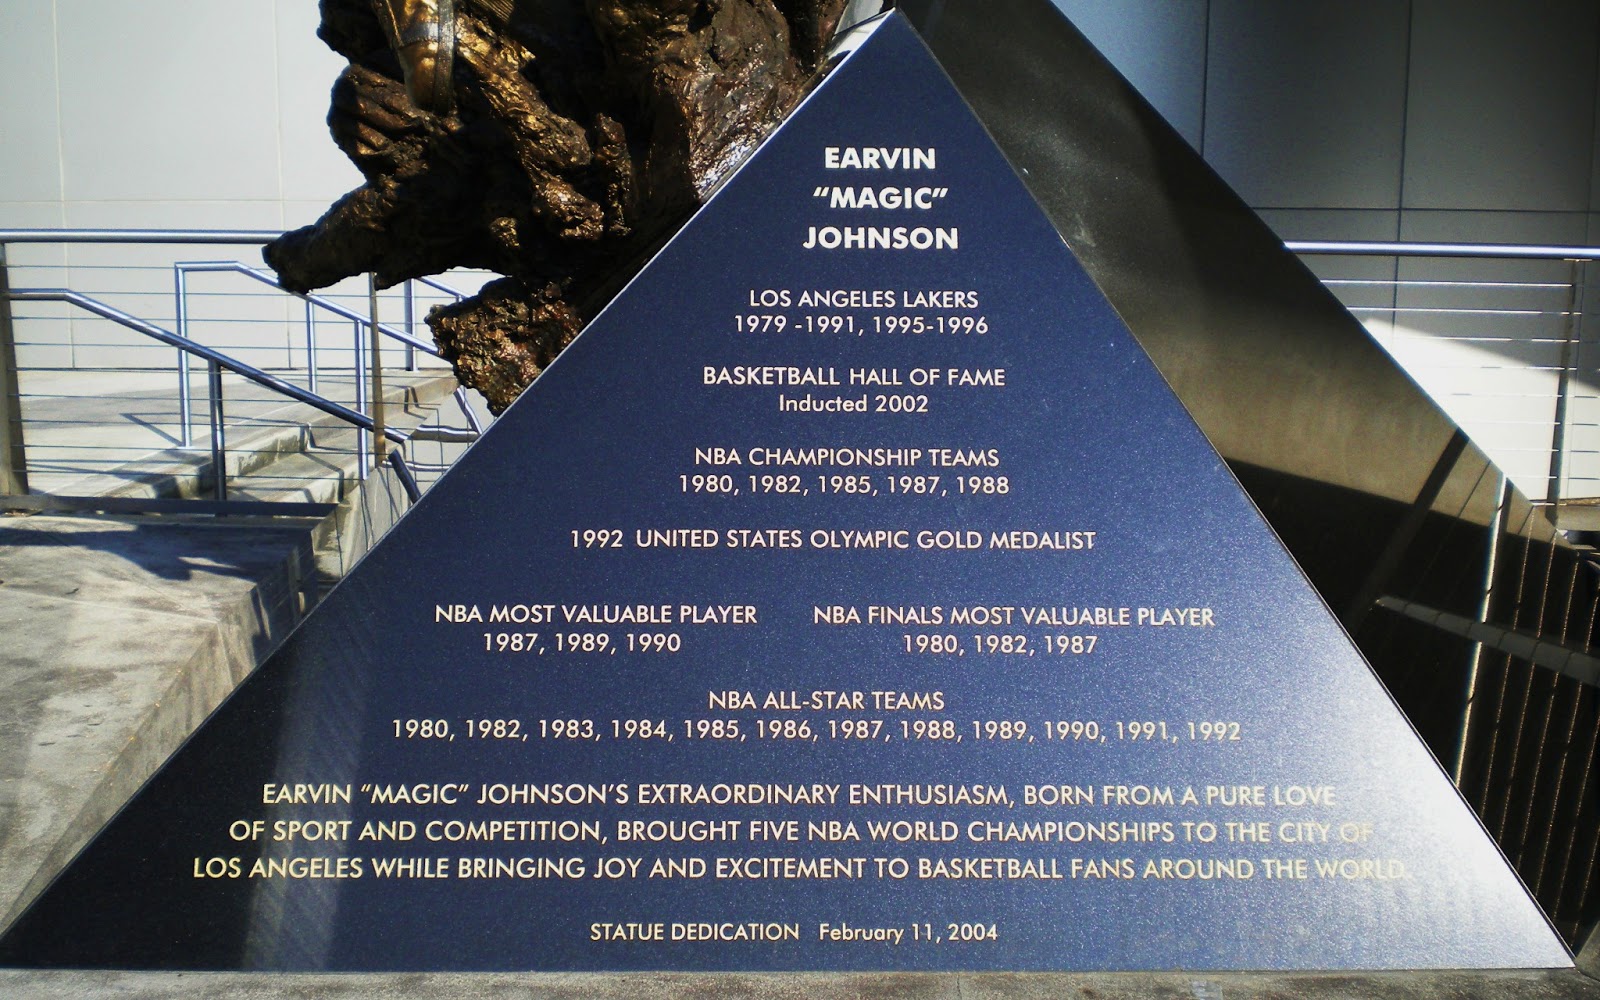 EARVIN
“MAGIC”
JOHNSON
LOS ANGELES LAKERS
1979 -1991, 1995-1996
BASKETBALL HALL OF FAME
Inducted 2002
NBA CHAMPIONSHIP TEAMS
1980, 1982, 1985, 1987, 1988
1992 UNITED STATES OLYMPIC GOLD MEDALIST
NBA MOST VALUABLE PLAYER
1987, 1989, 1990
NBA FINALS MOST VALUABLE PLAYER
1980, 1982, 1987
NBA ALL-STAR TEAMS
1980, 1982, 1983, 1984, 1985, 1986, 1987, 1988, 1989, 1990, 1991, 1992
EARVIN “MAGIC” JOHNSON’S EXTRAORDINARY ENTHUSIASM, BORN FROM A PURE LOVE
OF SPORT AND COMPETITION, BROUGHT FIVE NBA WORLD CHAMPIONSHIPS TO THE CITY OF
LOS ANGELES WHILE BRINGING JOY AND EXCITEMENT TO BASKETBALL FANS AROUND THE WORLD.
STATUE DEDICATION February 11, 2004